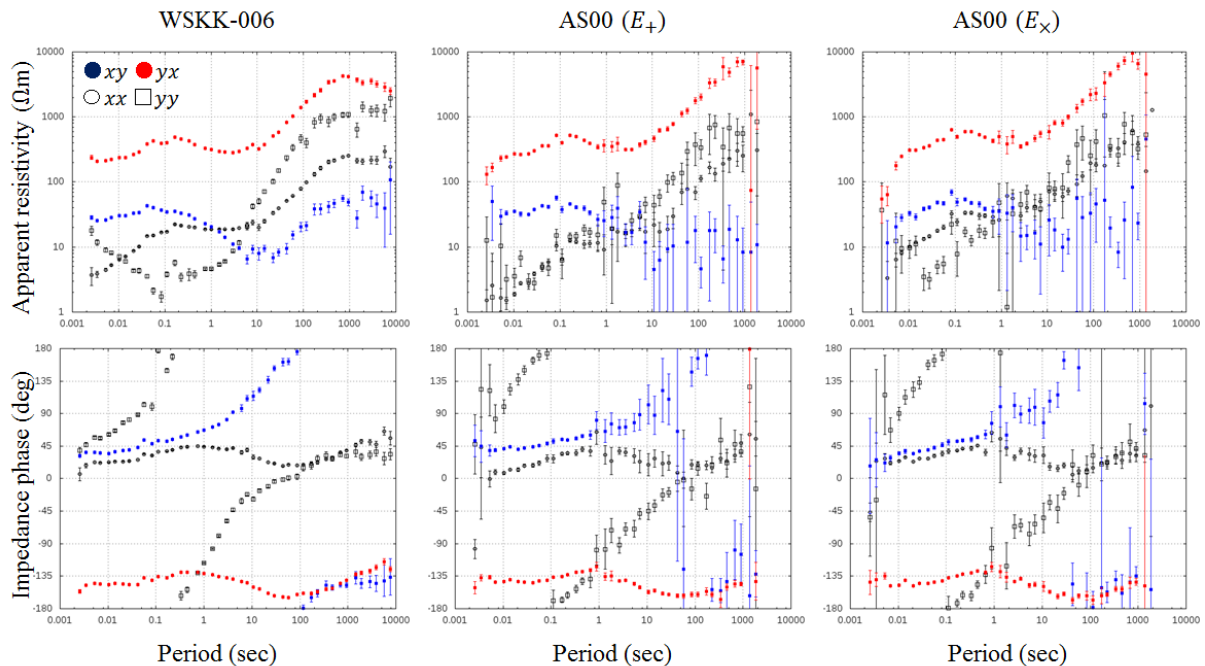 WSKK-006 AS00 (E₊) AS00 (Eₓ)
Apparent resistivity (Ωm)
10000 10000 10000
xy yx
xx yy
1000 1000 1000
100 100 100
10 10 10
1 1 1
0.001 0.01 0.1 1 10 100 1000 10000 0.001 0.01 0.1 1 10 100 1000 10000 0.001 0.01 0.1 1 10 100 1000 10000
Impedance phase (deg)
180 180 180
135 135 135
90 90 90
45 45 45
0 0 0
-45 -45 -45
-90 -90 -90
-135 -135 -135
-180 -180 -180
0.001 0.01 0.1 1 10 100 1000 10000 0.001 0.01 0.1 1 10 100 1000 10000 0.001 0.01 0.1 1 10 100 1000 10000
Period (sec) Period (sec) Period (sec)